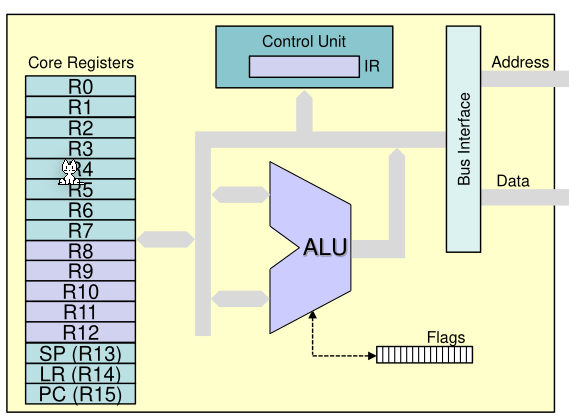 Control Unit
IR
Core Registers
R0
R1
R2
R3
R4
R5
R6
R7
R8
R9
R10
R11
R12
SP (R13)
LR (R14)
PC (R15)
ALU
Flags
Bus Interface
Address
Data